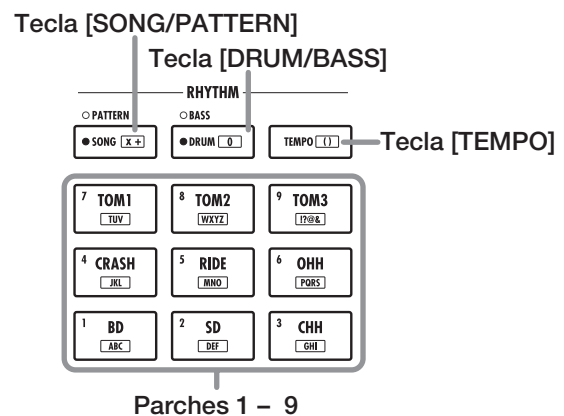 Tecla [SONG/PATTERN]
Tecla [DRUM/BASS]
RHYTHM
○ PATTERN ○ BASS
● SONG X + ● DRUM 0 TEMPO ( ) Tecla [TEMPO]
7 TOM1 8 TOM2 9 TOM3
TUV WXYZ !?@&
4 CRASH 5 RIDE 6 OHH
JKL MNO PQRS
1 BD 2 SD 3 CHH
ABC DEF GHI
Parches 1 – 9